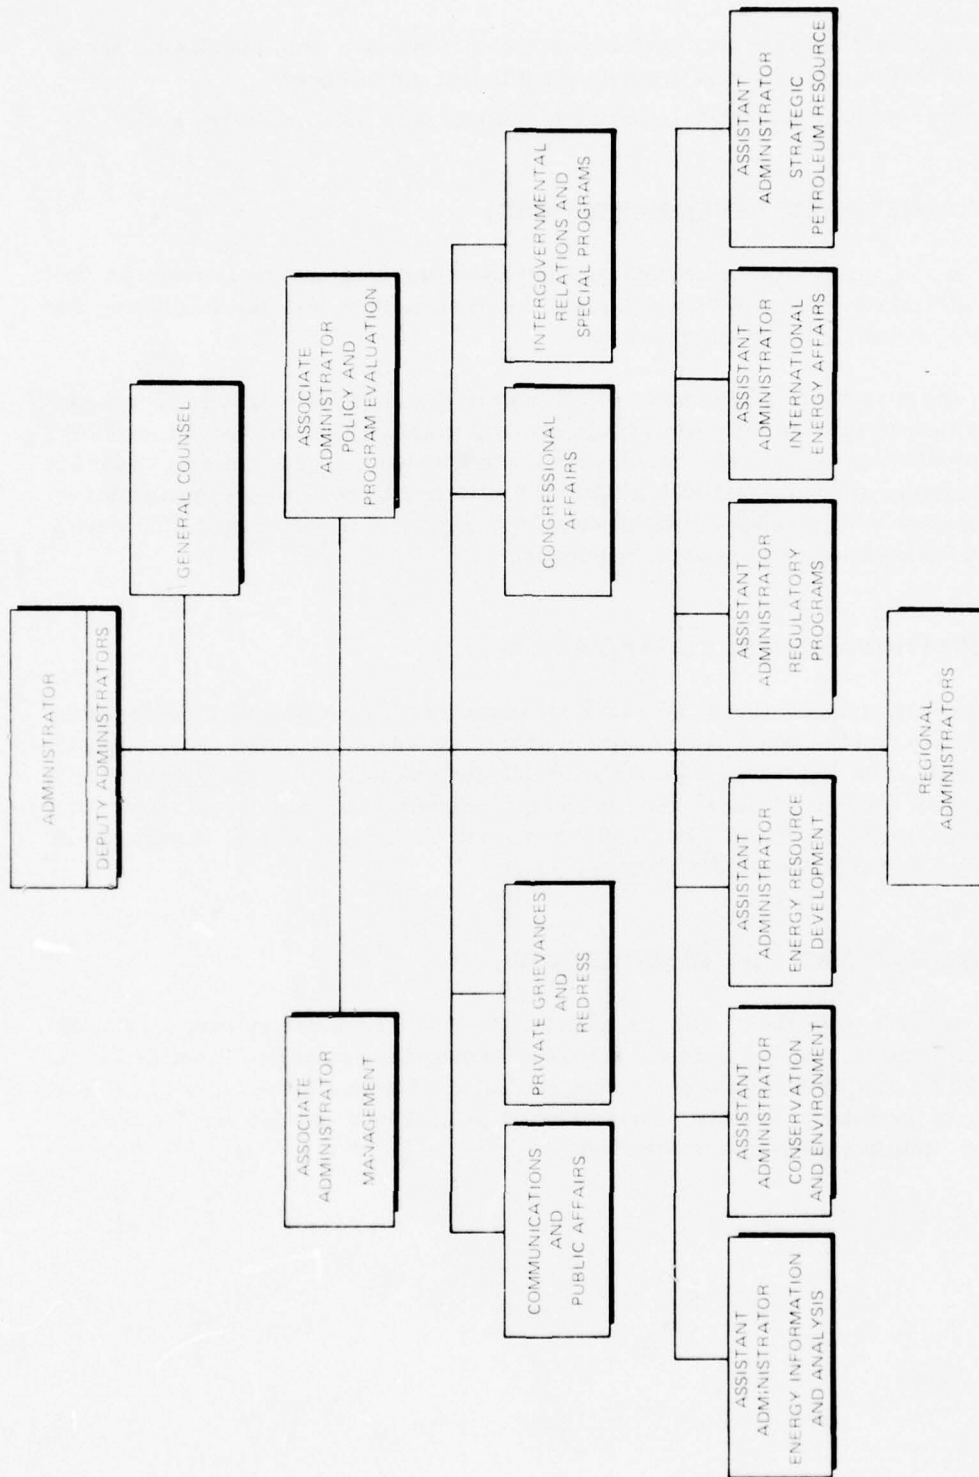 ADMINISTRATOR
DEPUTY ADMINISTRATORS
GENERAL COUNSEL
ASSOCIATE
ADMINISTRATOR
MANAGEMENT
ASSOCIATE
ADMINISTRATOR
POLICY AND
PROGRAM EVALUATION
COMMUNICATIONS
AND
PUBLIC AFFAIRS
PRIVATE GRIEVANCES
AND
REDRESS
CONGRESSIONAL
AFFAIRS
INTERGOVERNMENTAL
RELATIONS AND
SPECIAL PROGRAMS
ASSISTANT
ADMINISTRATOR
ENERGY INFORMATION
AND ANALYSIS
ASSISTANT
ADMINISTRATOR
CONSERVATION
AND ENVIRONMENT
ASSISTANT
ADMINISTRATOR
ENERGY RESOURCE
DEVELOPMENT
ASSISTANT
ADMINISTRATOR
REGULATORY
PROGRAMS
ASSISTANT
ADMINISTRATOR
INTERNATIONAL
ENERGY AFFAIRS
ASSISTANT
ADMINISTRATOR
STRATEGIC
PETROLEUM RESOURCE
REGIONAL
ADMINISTRATORS